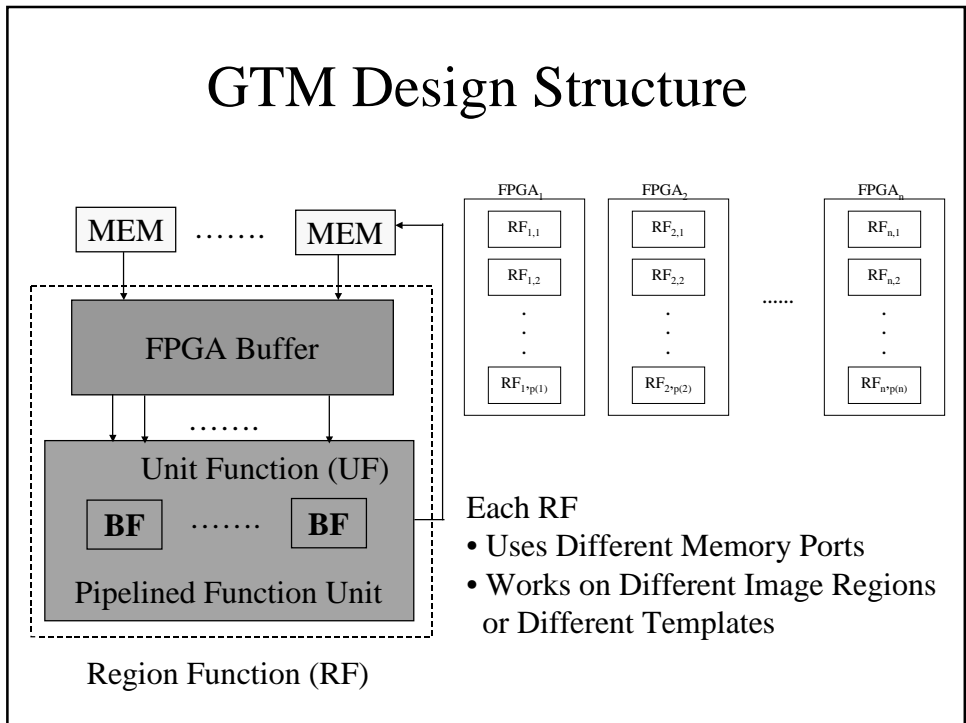 GTM Design Structure
MEM ....... MEM
FPGA Buffer
.......
Unit Function (UF)
BF ....... BF
Pipelined Function Unit
Region Function (RF)
FPGA₁ FPGA₂ FPGAₙ
RF₁,₁ RF₂,₁ RFₙ,₁
RF₁,₂ RF₂,₂ ...... RFₙ,₂
. . .
. . .
. . .
RF₁,p(1) RF₂,p(2) RFₙ,p(n)
Each RF
• Uses Different Memory Ports
• Works on Different Image Regions
or Different Templates